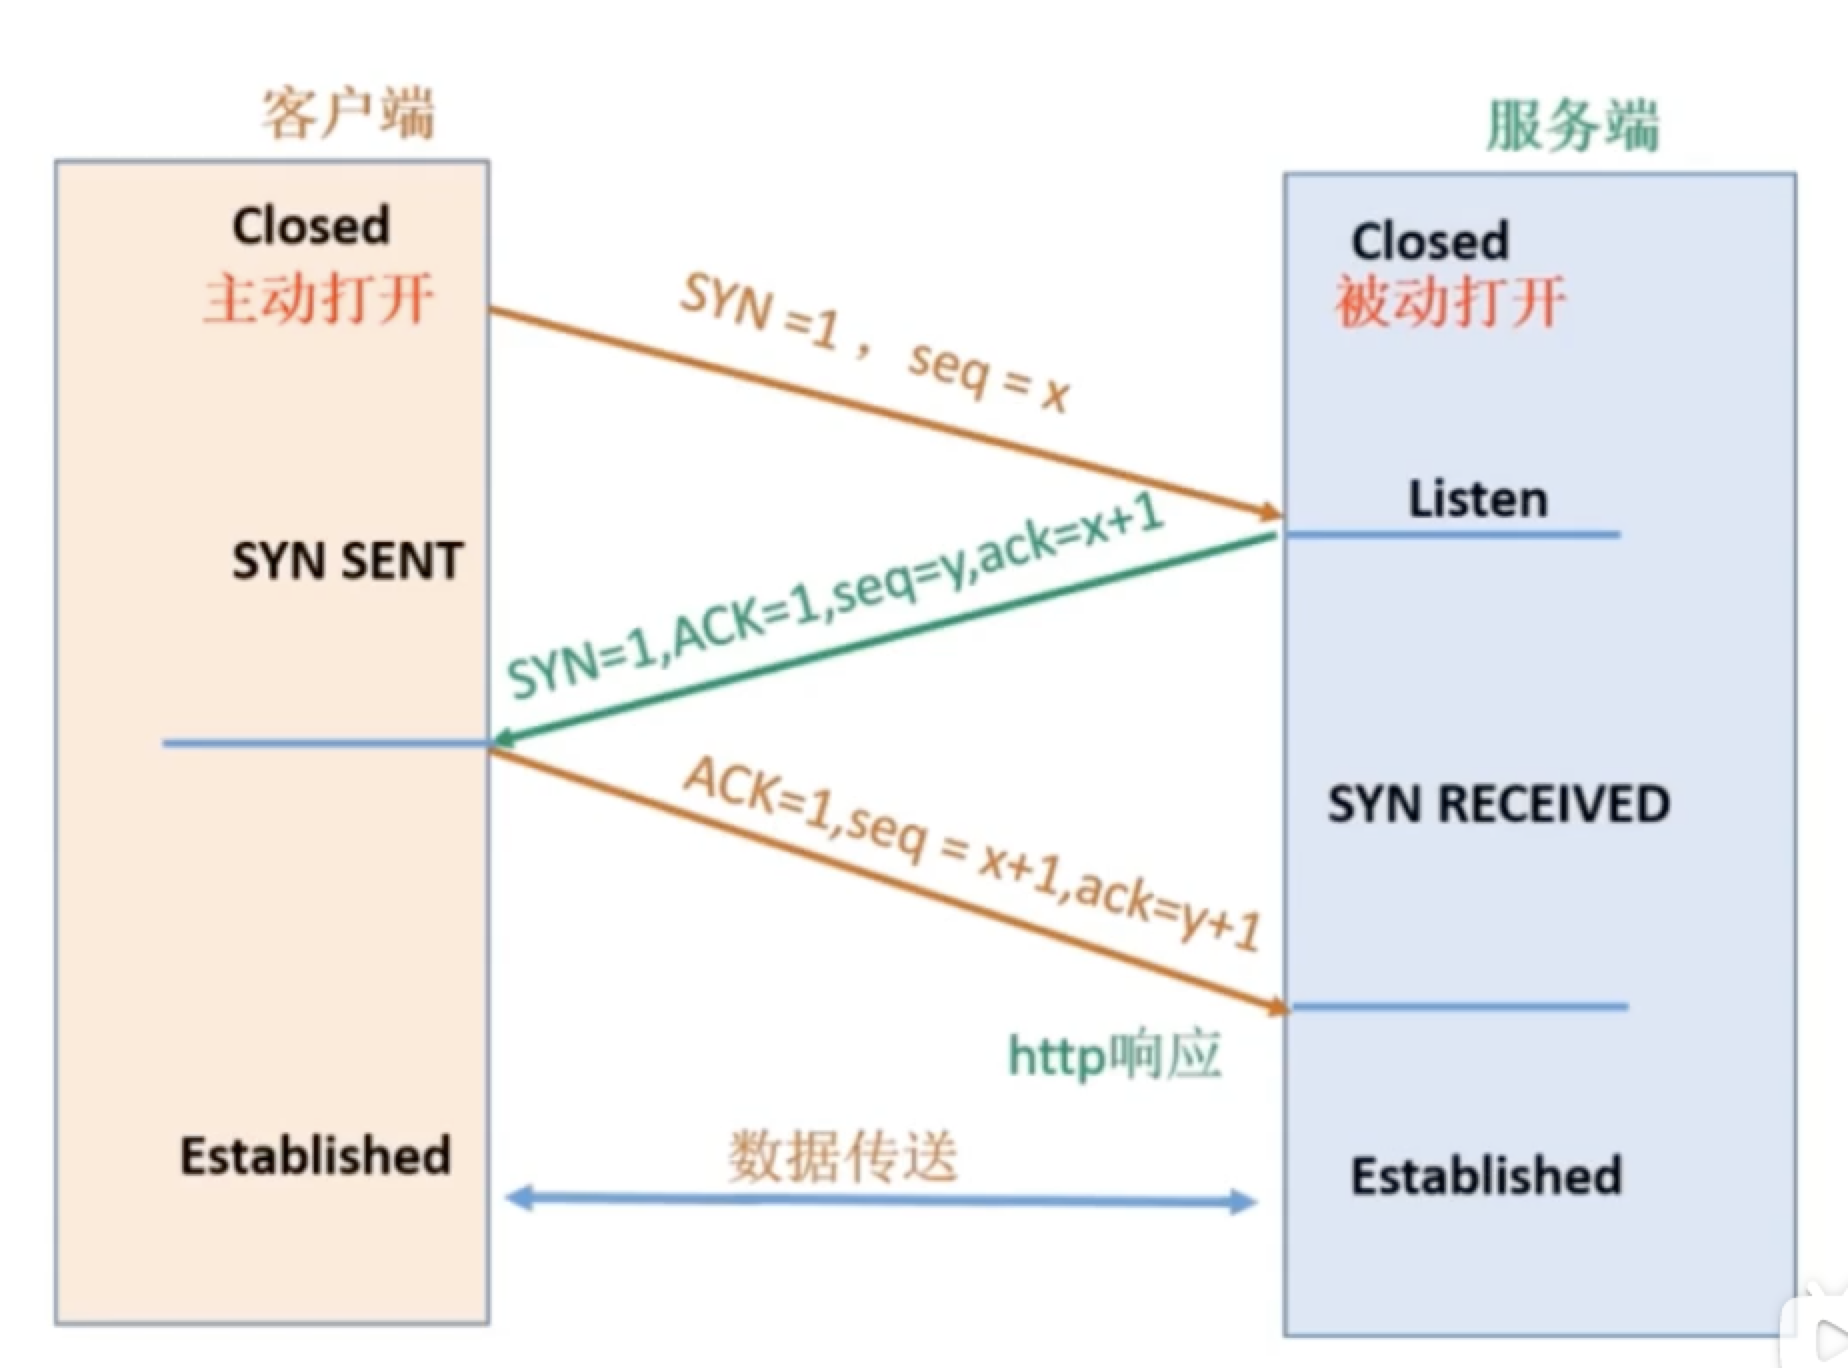 客户端
服务端
Closed
主动打开
Closed
被动打开
SYN =1 ,  seq = x
Listen
SYN SENT
SYN=1,ACK=1,seq=y,ack=x+1
ACK=1,seq = x+1,ack=y+1
SYN RECEIVED
http响应
数据传送
Established
Established